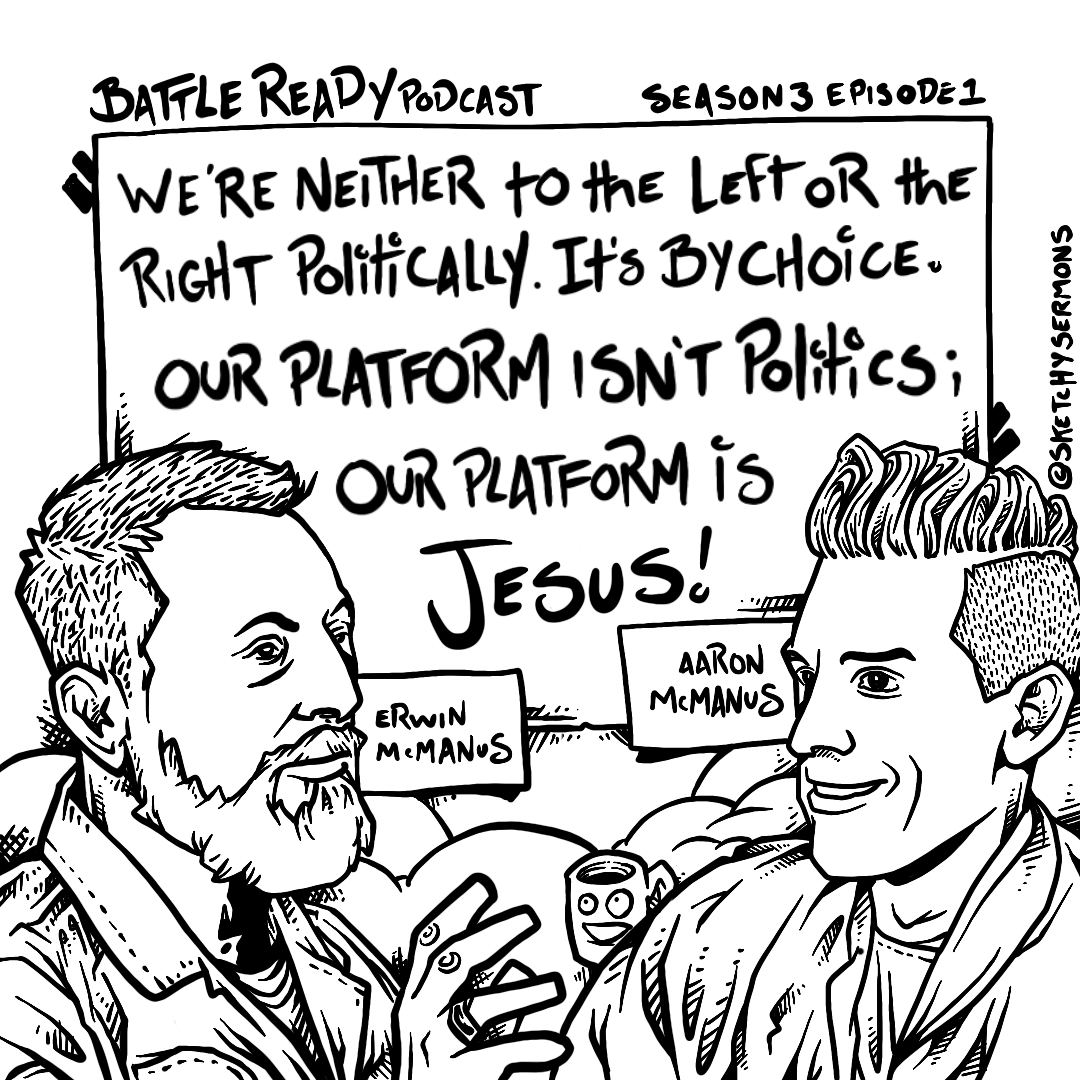 BATTLE READY PODCAST SEASON 3 EPISODE 1
WE'RE NEITHER to the LEFT OR the
RIGHT POLITICALLY. It's BY CHOICE.
OUR PLATFORM ISN'T POLITICS;
OUR PLATFORM IS
JESUS!
ERWIN
McMANUS
AARON
McMANUS
@SKETCHYSERMONS